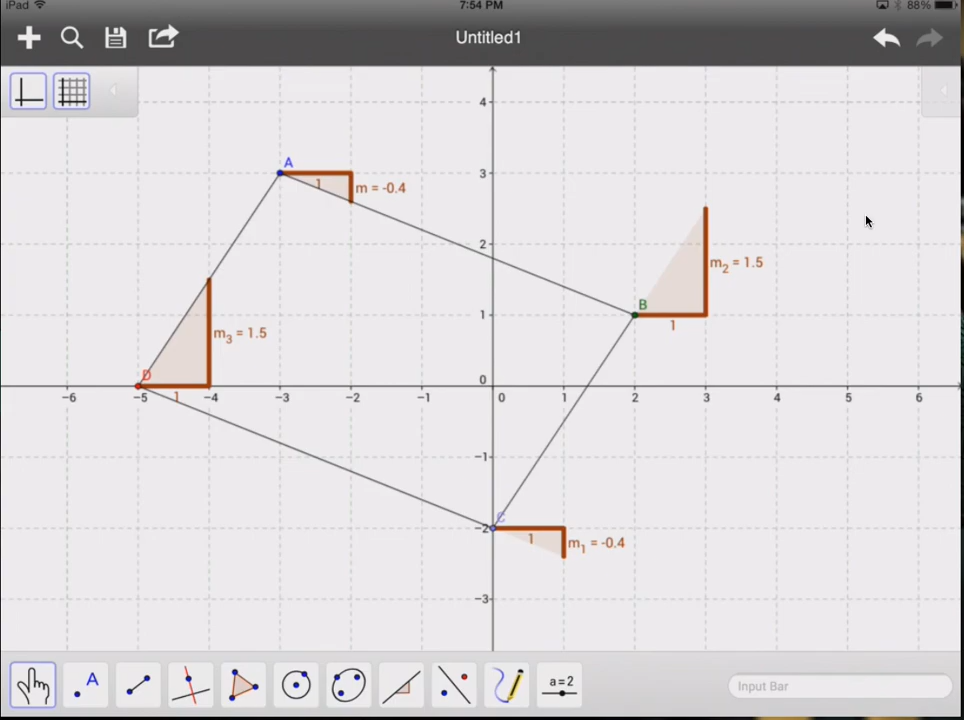 iPad 7:54 PM 88%
Untitled1
4
A
3
1 m = -0.4
2
m2 = 1.5
B
1
1
m3 = 1.5
D
0
-6 -5 1 -4 -3 -2 -1 0 1 2 3 4 5 6
-1
C
-2
1 m1 = -0.4
-3
A
a=2
Input Bar